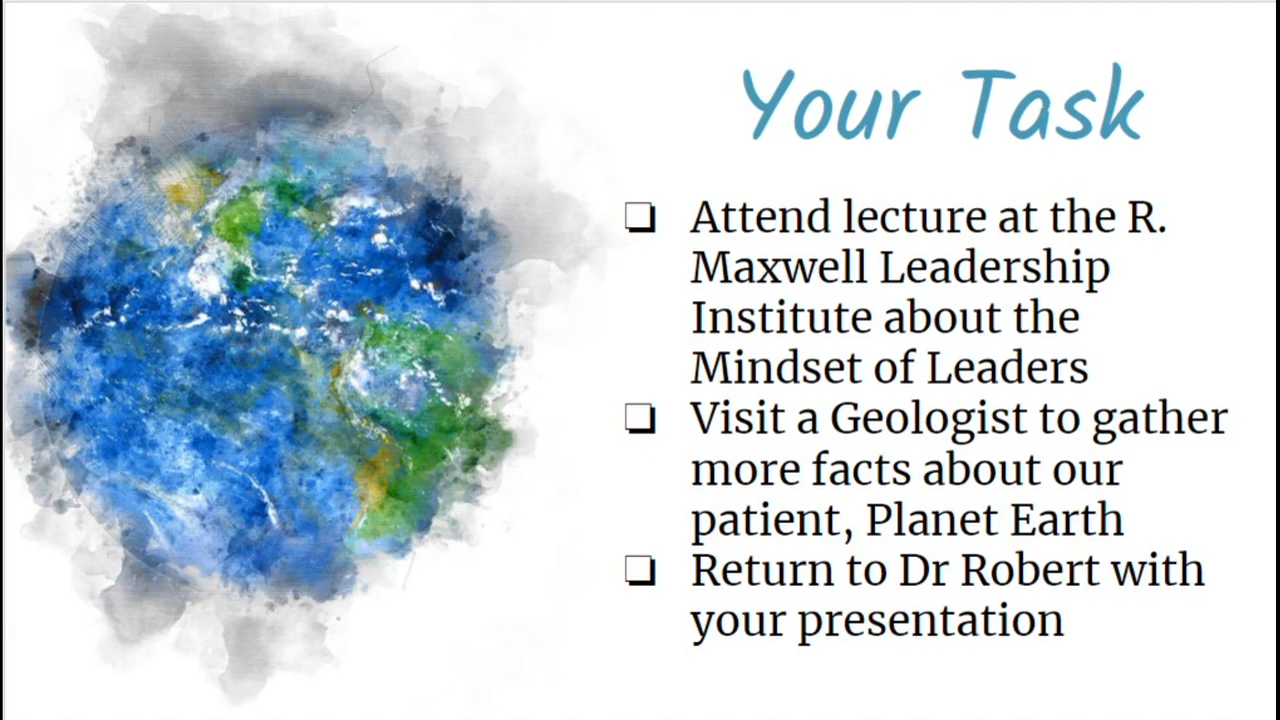 Your Task
❏ Attend lecture at the R.
Maxwell Leadership
Institute about the
Mindset of Leaders
❏ Visit a Geologist to gather
more facts about our
patient, Planet Earth
❏ Return to Dr Robert with
your presentation